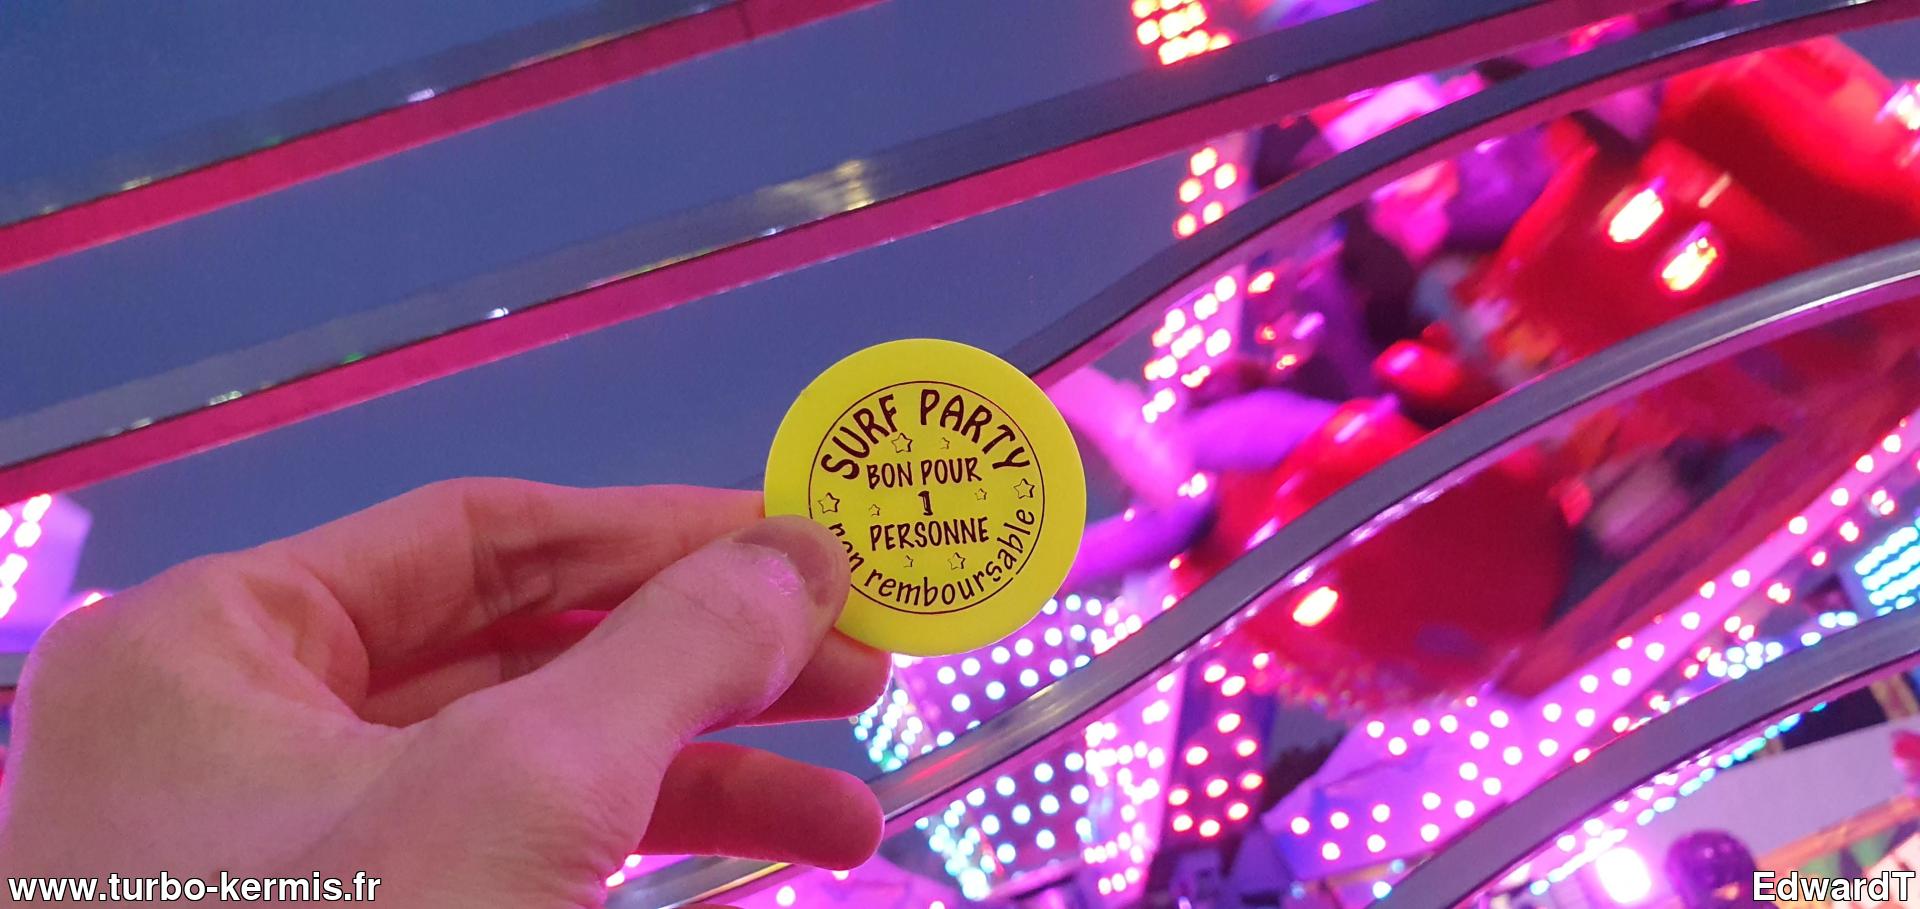 SURF PARTY
BON POUR
1
PERSONNE
non remboursable
www.turbo-kermis.fr
EdwardT